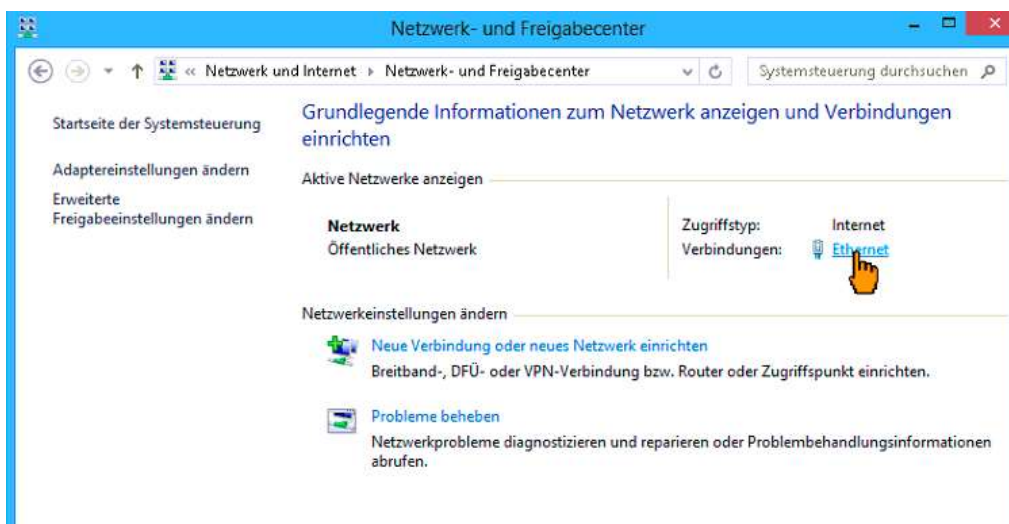 Netzwerk- und Freigabecenter
« Netzwerk und Internet Netzwerk- und Freigabecenter
Systemsteuerung durchsuchen
Startseite der Systemsteuerung
Adaptereinstellungen ändern
Erweiterte
Freigabeeinstellungen ändern
Grundlegende Informationen zum Netzwerk anzeigen und Verbindungen
einrichten
Aktive Netzwerke anzeigen
Netzwerk
Öffentliches Netzwerk
Zugriffstyp: Internet
Verbindungen: Ethernet
Netzwerkeinstellungen ändern
Neue Verbindung oder neues Netzwerk einrichten
Breitband-, DFÜ- oder VPN-Verbindung bzw. Router oder Zugriffspunkt einrichten.
Probleme beheben
Netzwerkprobleme diagnostizieren und reparieren oder Problembehandlungsinformationen
abrufen.